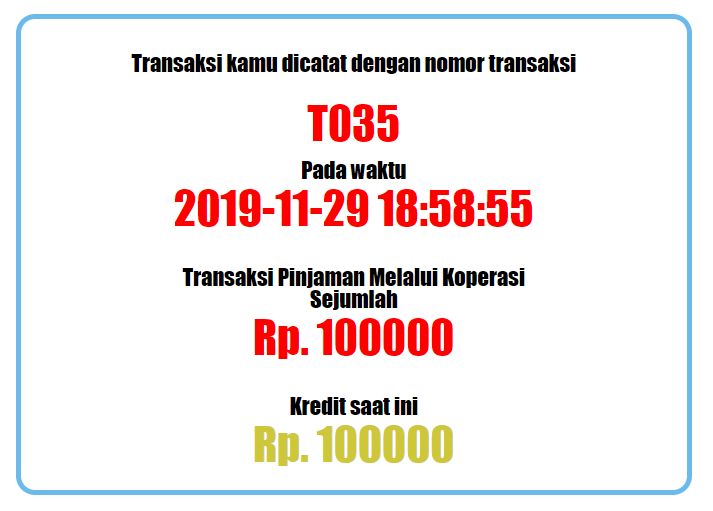 Transaksi kamu dicatat dengan nomor transaksi
T035
Pada waktu
2019-11-29 18:58:55
Transaksi Pinjaman Melalui Koperasi
Sejumlah
Rp. 100000
Kredit saat ini
Rp. 100000